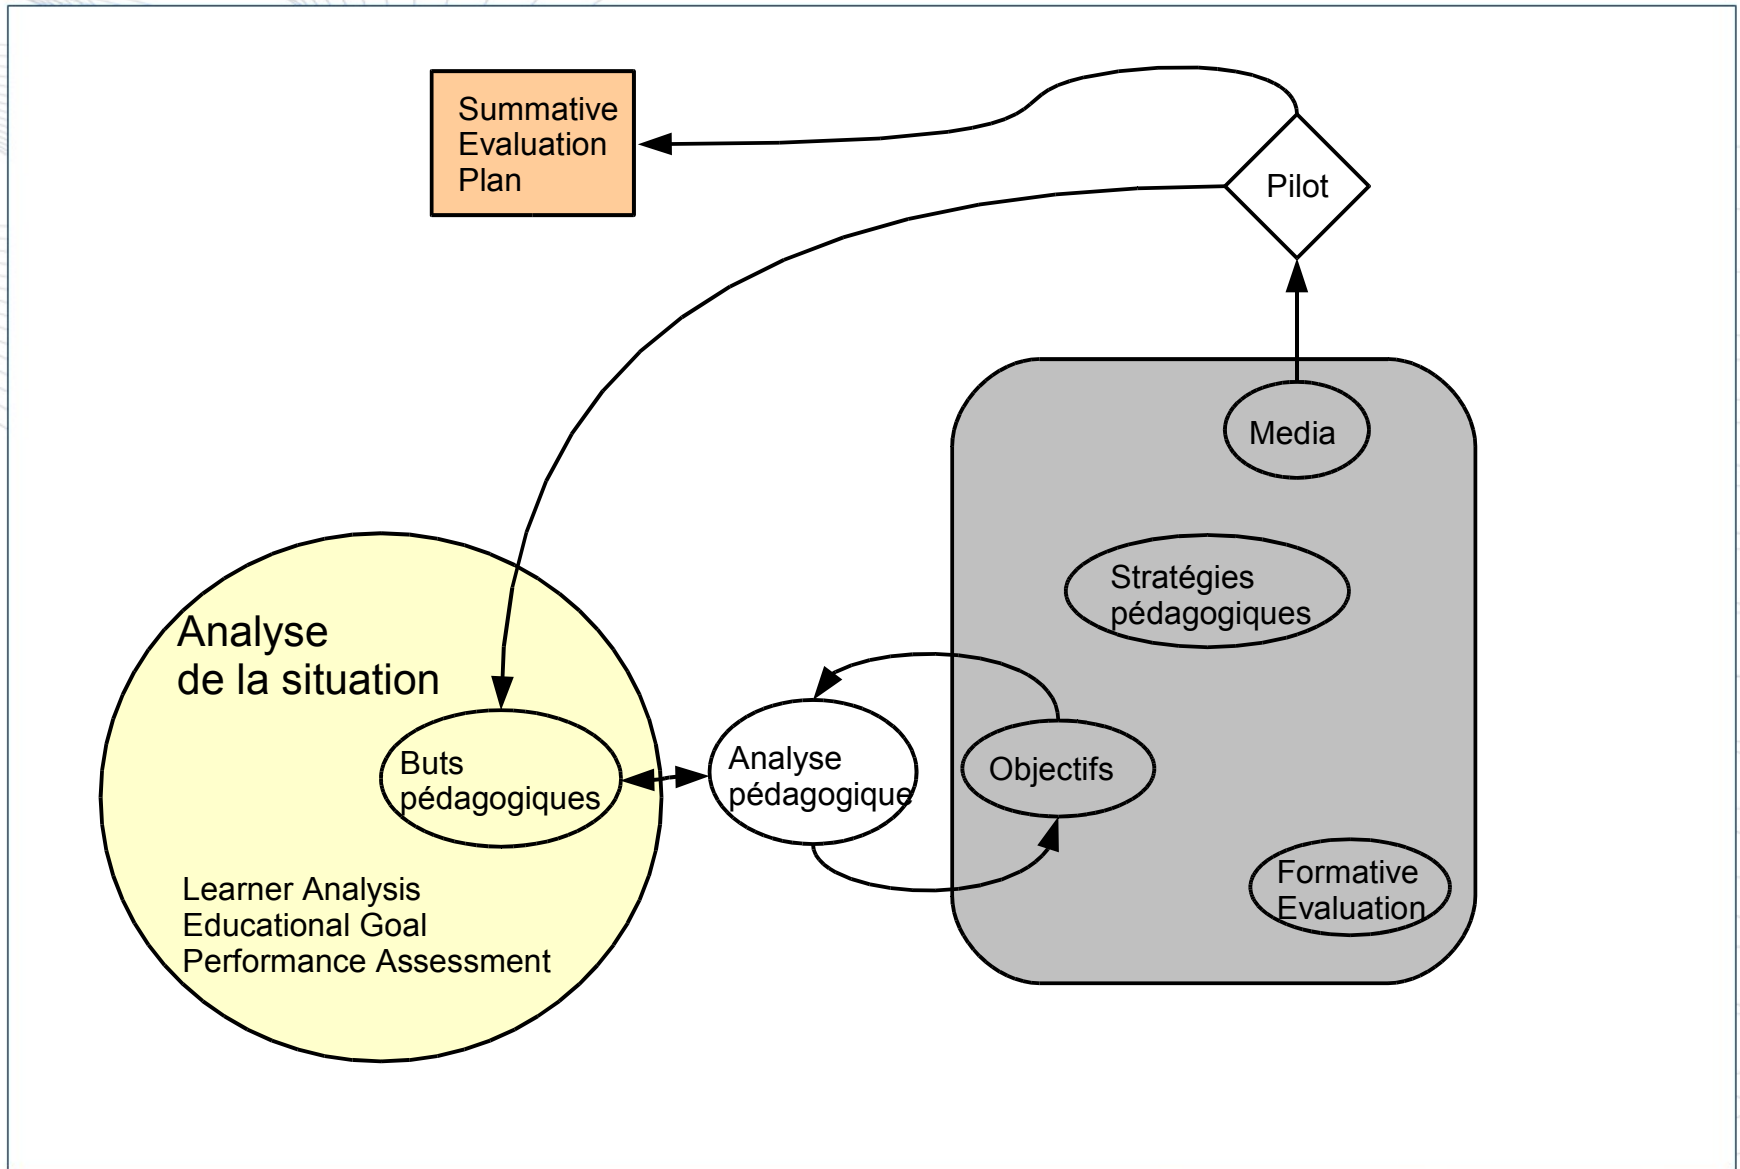 Summative
Evaluation
Plan
Pilot
Media
Stratégies
pédagogiques
Analyse
de la situation
Buts
pédagogiques
Analyse
pédagogique
Objectifs
Formative
Evaluation
Learner Analysis
Educational Goal
Performance Assessment